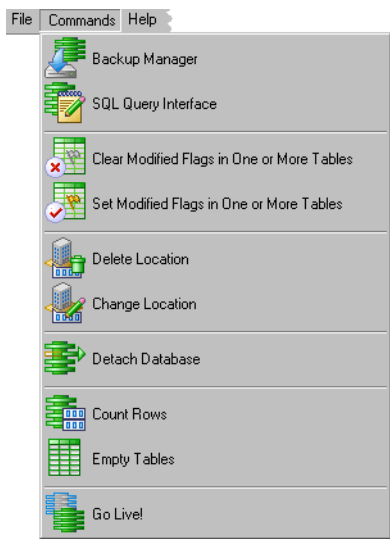 File Commands Help
Backup Manager
SQL Query Interface
Clear Modified Flags in One or More Tables
Set Modified Flags in One or More Tables
Delete Location
Change Location
Detach Database
Count Rows
Empty Tables
Go Live!